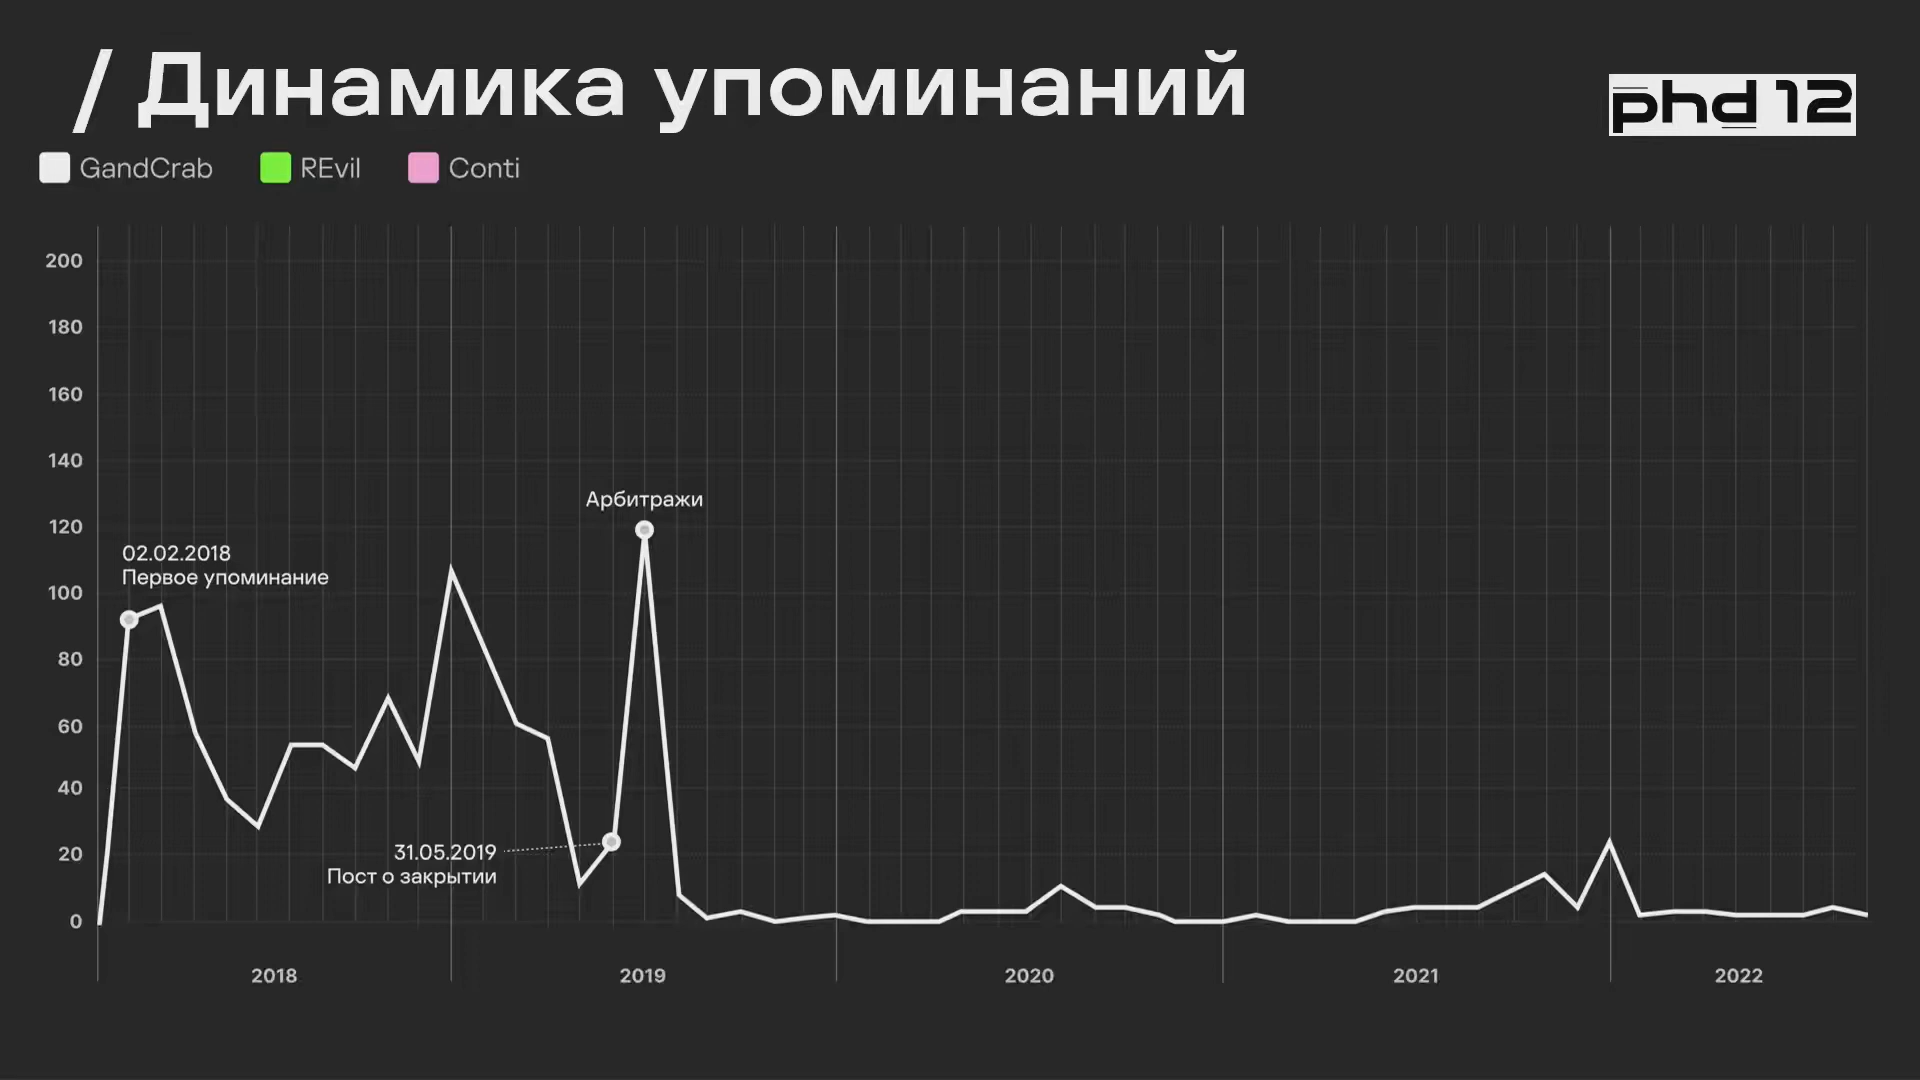 / Динамика упоминаний
phd 12
GandCrab
REvil
Conti
200
180
160
140
120
100
80
60
40
20
0
Арбитражи
02.02.2018
Первое упоминание
31.05.2019
Пост о закрытии
2018
2019
2020
2021
2022